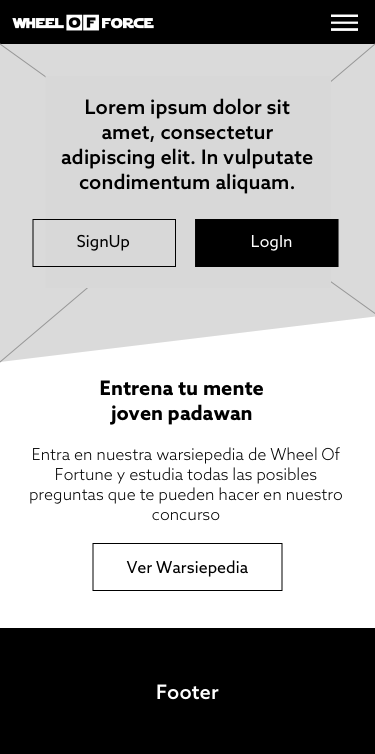 WHEEL OF FORCE
Lorem ipsum dolor sit
amet, consectetur
adipiscing elit. In vulputate
condimentum aliquam.
SignUp
LogIn
Entrena tu mente
joven padawan
Entra en nuestra warsiepedia de Wheel Of
Fortune y estudia todas las posibles
preguntas que te pueden hacer en nuestro
concurso
Ver Warsiepedia
Footer